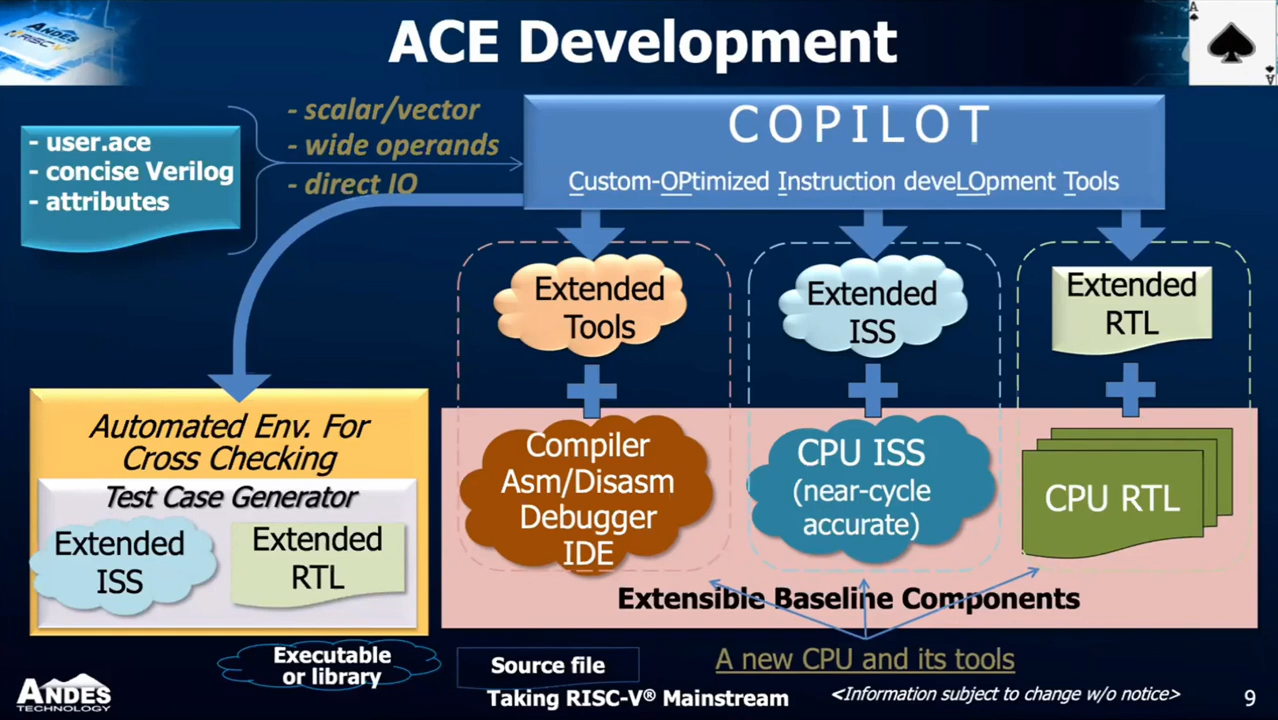 ANDES
RISC-V
ACE Development
A
A
- user.ace
- concise Verilog
- attributes
- scalar/vector
- wide operands
- direct IO
COPILOT
Custom-OPtimized Instruction deveLOpment Tools
Extended
Tools
Extended
ISS
Extended
RTL
Automated Env. For
Cross Checking
Test Case Generator
Extended
ISS
Extended
RTL
Compiler
Asm/Disasm
Debugger
IDE
CPU ISS
(near-cycle
accurate)
CPU RTL
Extensible Baseline Components
Executable
or library
Source file
A new CPU and its tools
ANDES
TECHNOLOGY
Taking RISC-V® Mainstream
<Information subject to change w/o notice>
9